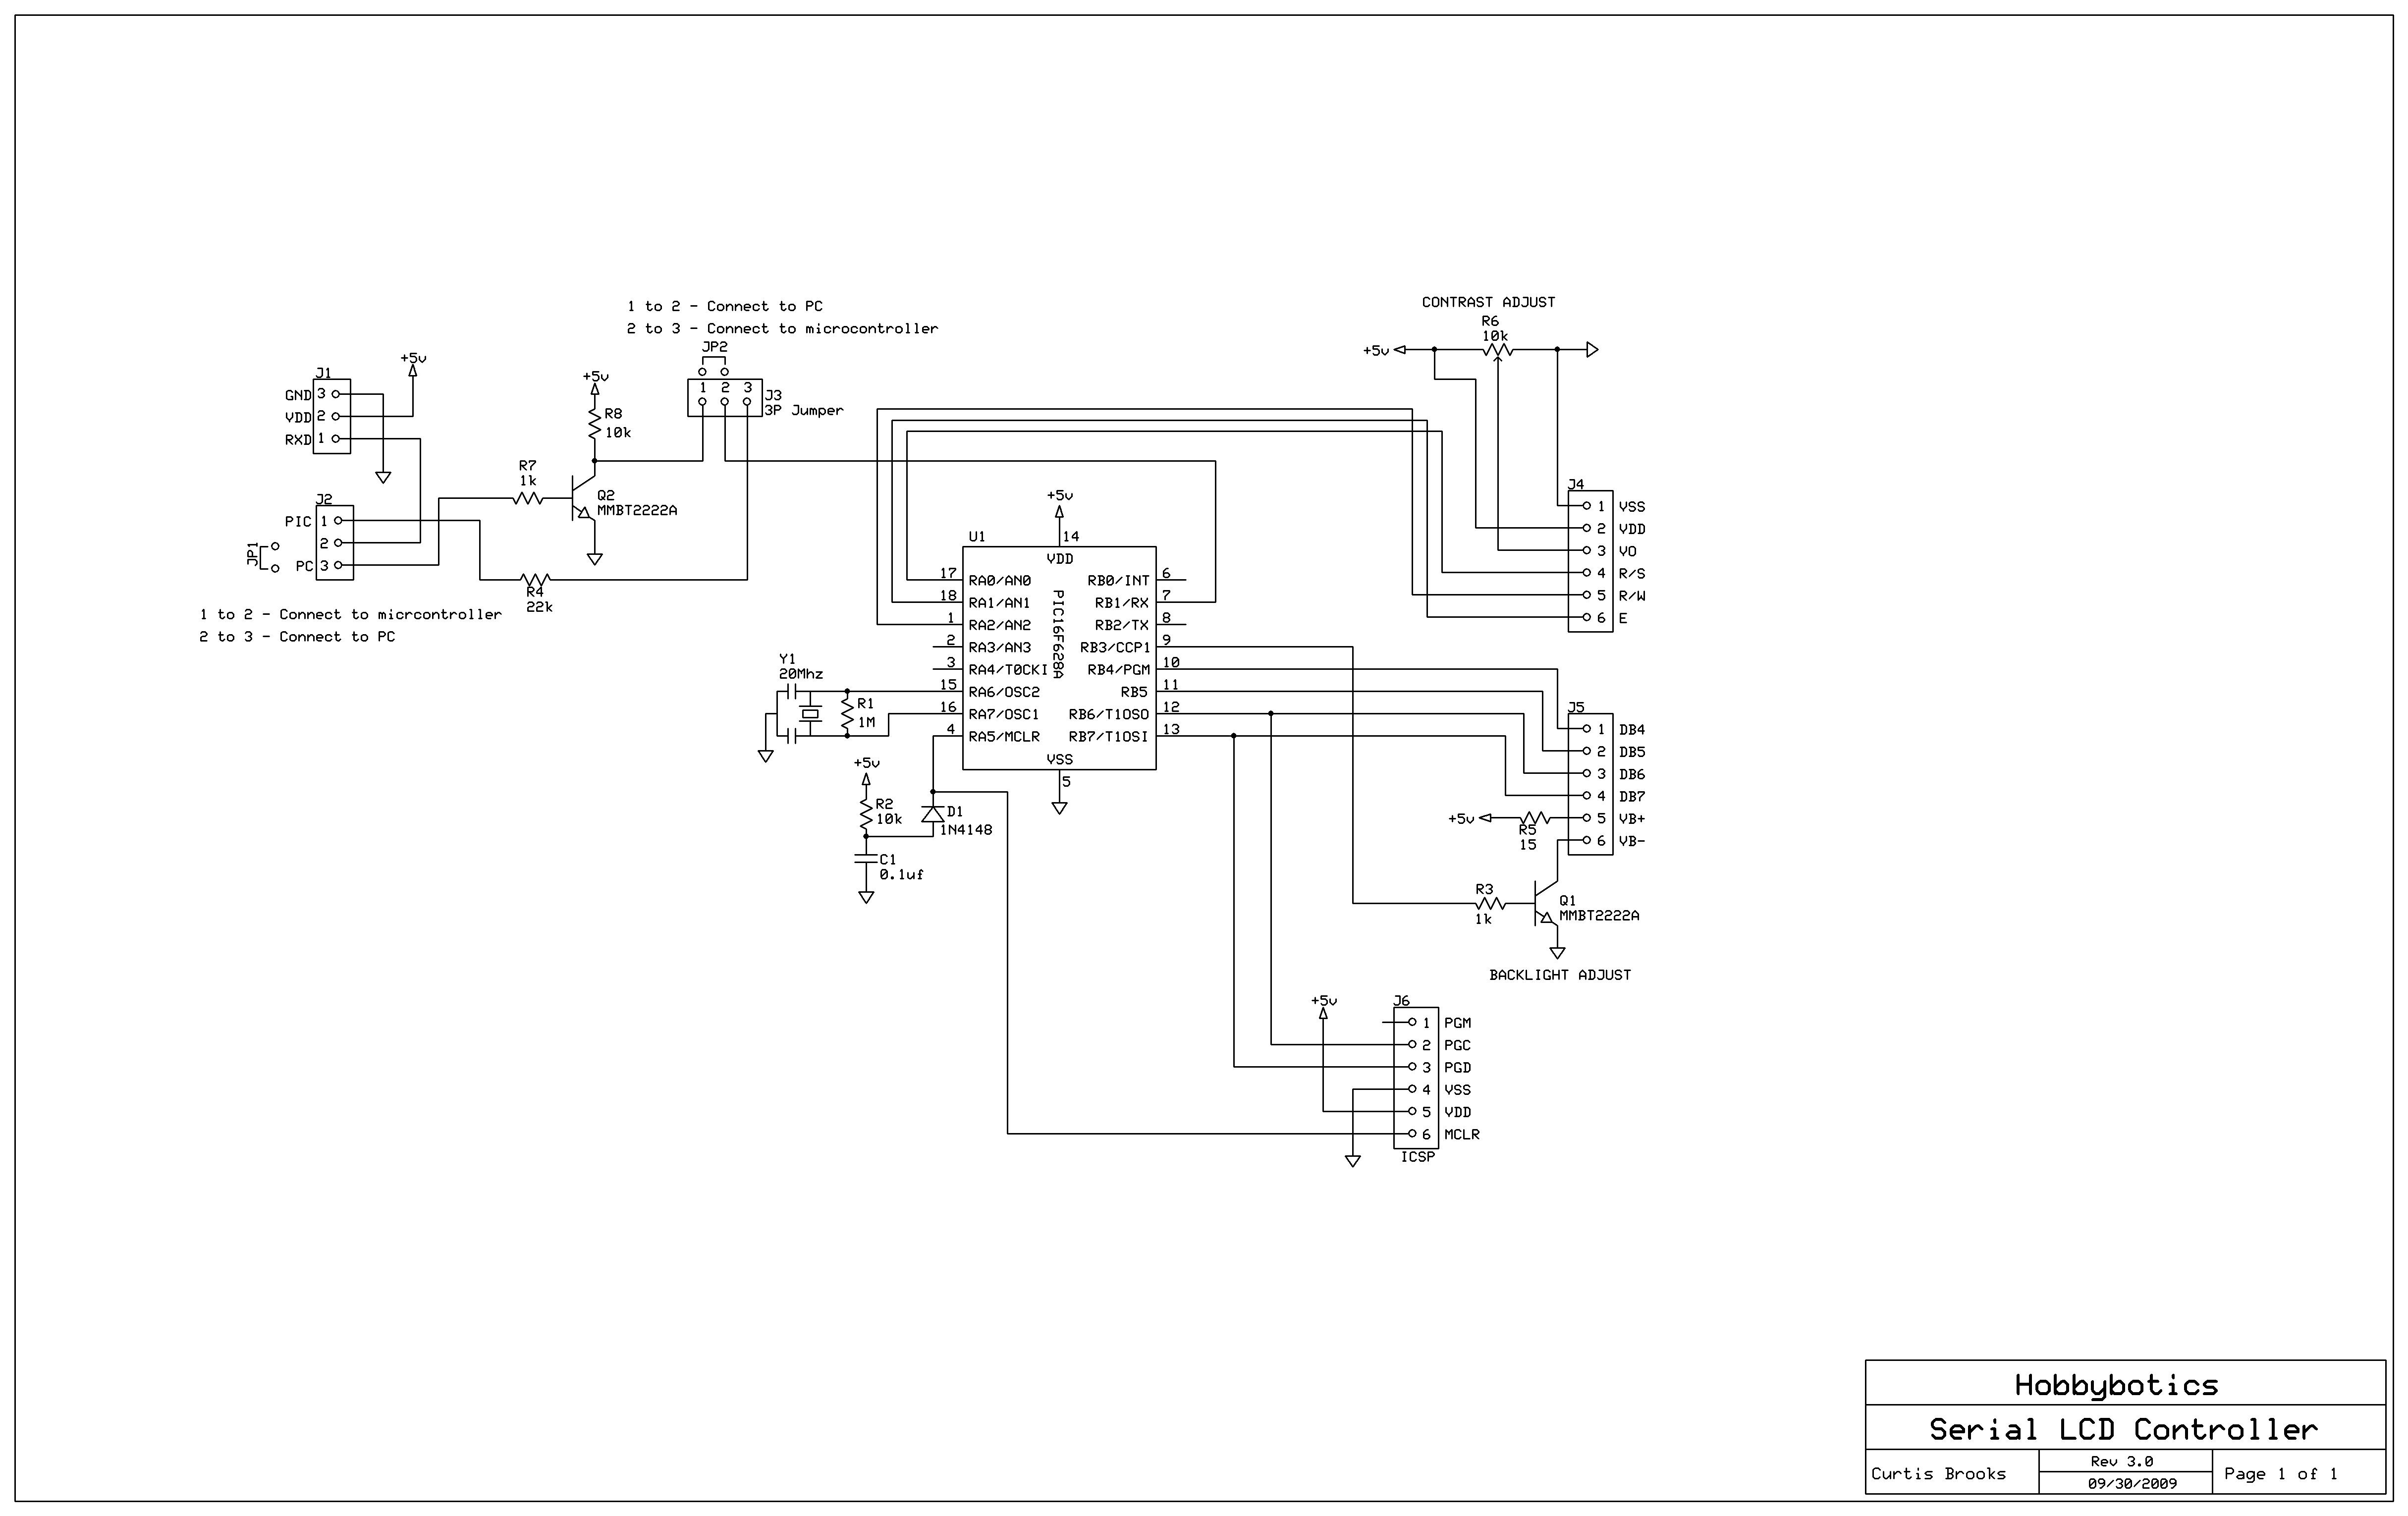 1 to 2 - Connect to PC
2 to 3 - Connect to microcontroller
JP2
J3
3P Jumper
1 2 3
J1
GND 3
VDD 2
RXD 1
+5v
+5v
R8
10k
R7
1k
Q2
MMBT2222A
J2
PIC 1
2
PC 3
JP1
R4
22k
1 to 2 - Connect to micrcontroller
2 to 3 - Connect to PC
CONTRAST ADJUST
R6
10k
+5v
J4
1 VSS
2 VDD
3 VO
4 R/S
5 R/W
6 E
+5v
U1
14
VDD
PIC16F628A
17 RA0/AN0
18 RA1/AN1
1 RA2/AN2
2 RA3/AN3
3 RA4/T0CKI
15 RA6/OSC2
16 RA7/OSC1
4 RA5/MCLR
RB0/INT 6
RB1/RX 7
RB2/TX 8
RB3/CCP1 9
RB4/PGM 10
RB5 11
RB6/T1OSO 12
RB7/T1OSI 13
VSS
5
Y1
20Mhz
R1
1M
+5v
R2
10k
D1
1N4148
C1
0.1uf
J5
1 DB4
2 DB5
3 DB6
4 DB7
5 VB+
6 VB-
+5v
R5
15
R3
1k
Q1
MMBT2222A
BACKLIGHT ADJUST
+5v
J6
1 PGM
2 PGC
3 PGD
4 VSS
5 VDD
6 MCLR
ICSP
Hobbybotics
Serial LCD Controller
Curtis Brooks
Rev 3.0
09/30/2009
Page 1 of 1